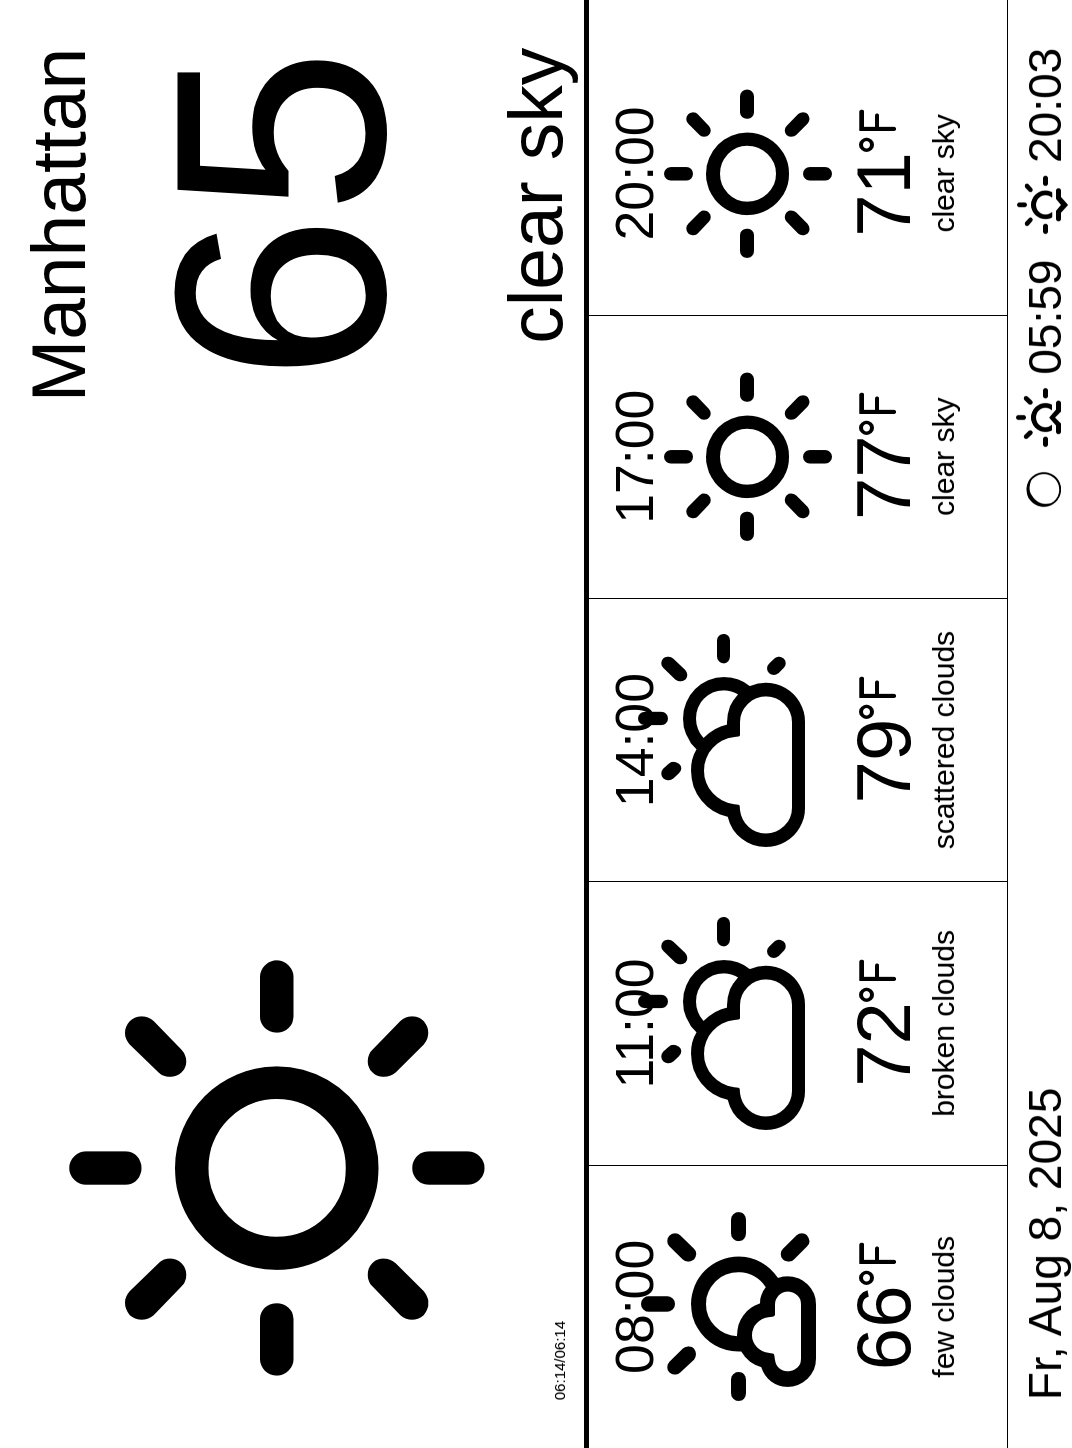 Manhattan
65
clear sky
06:14/06:14
08:00
66°F
few clouds
11:00
72°F
broken clouds
14:00
79°F
scattered clouds
17:00
77°F
clear sky
20:00
71°F
clear sky
Fr, Aug 8, 2025
05:59 20:03